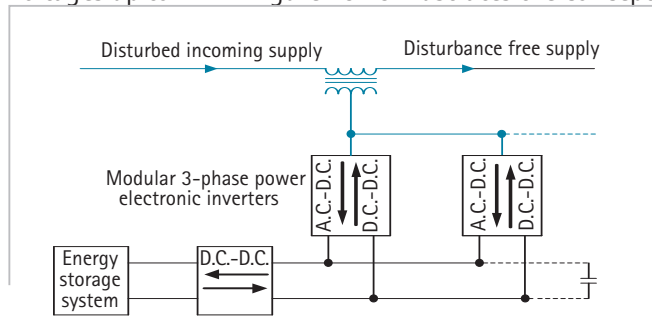 Disturbed incoming supply
Disturbance free supply
Modular 3-phase power
electronic inverters
A.C.-D.C.
D.C.-D.C.
A.C.-D.C.
D.C.-D.C.
Energy
storage
system
D.C.-D.C.